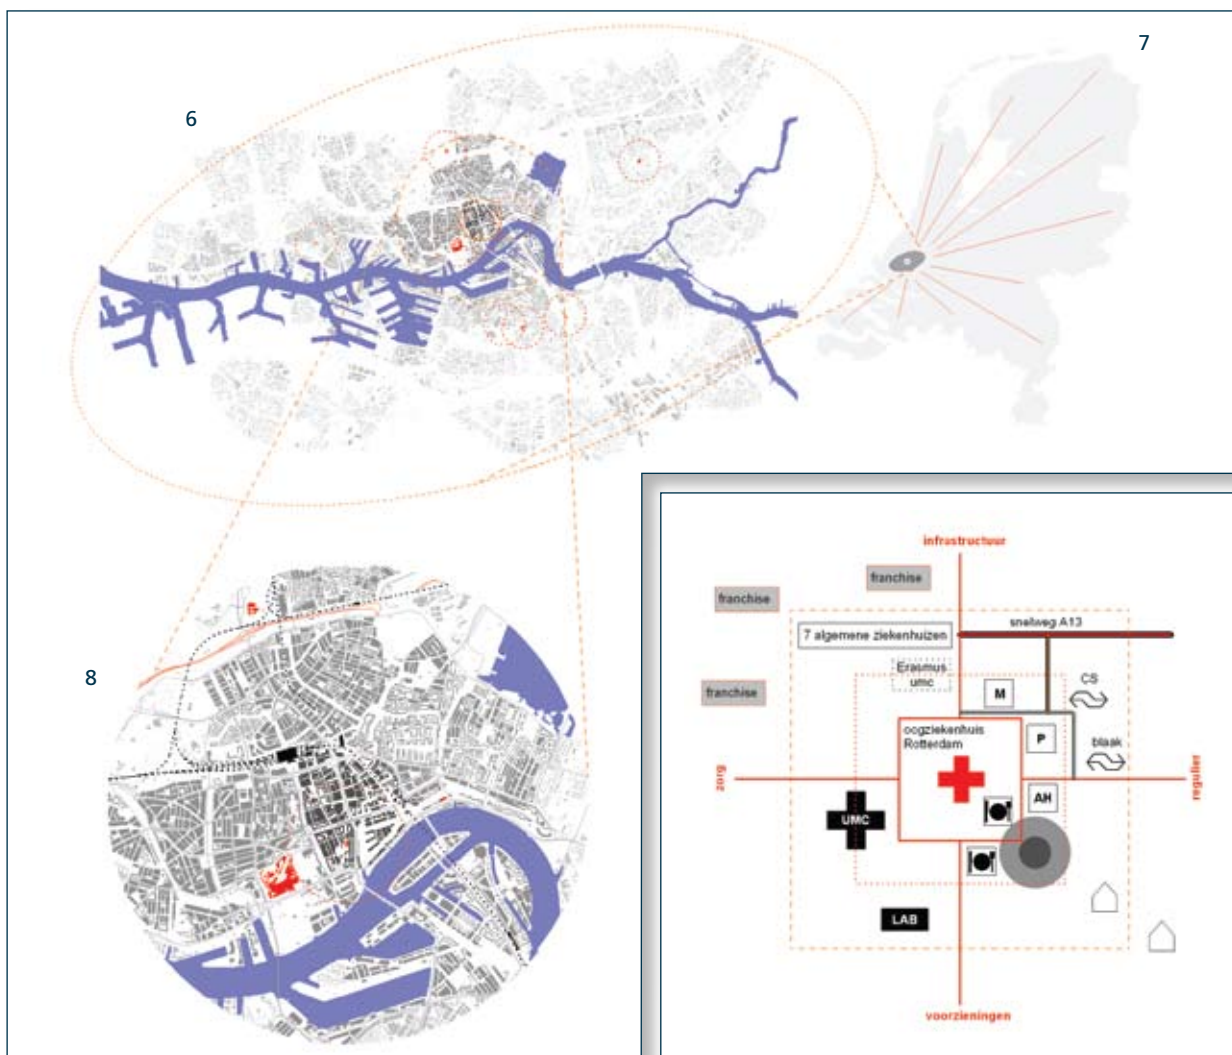 7
6
8
infrastructuur
franchise
franchise
snelweg A13
7 algemene ziekenhuizen
Erasmus
umc
franchise
M
CS
oogziekenhuis
Rotterdam
P
blaak
zorg
regulier
AH
UMC
LAB
voorzieningen